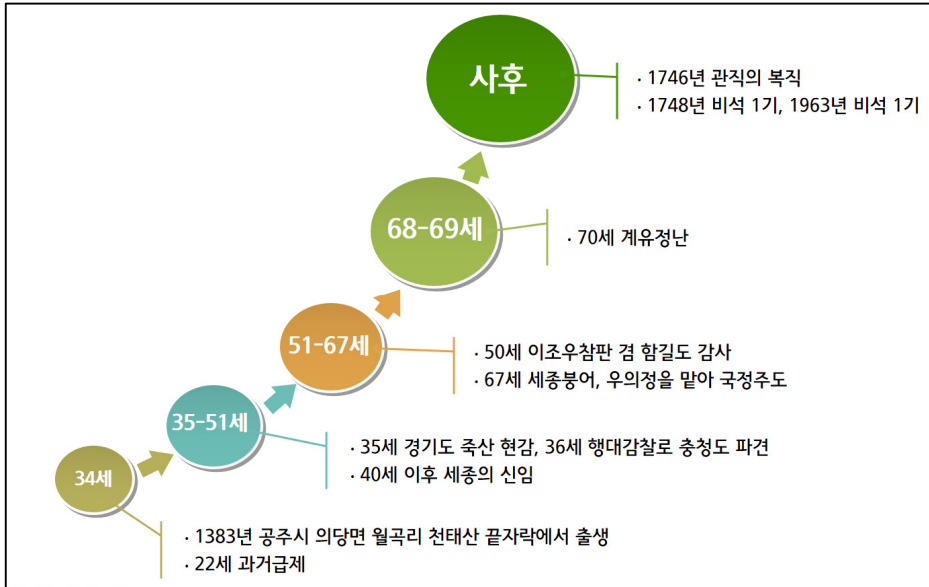 사후
· 1746년 관직의 복직
· 1748년 비석 1기, 1963년 비석 1기
68-69세
· 70세 계유정난
51-67세
· 50세 이조우참판 겸 함길도 감사
· 67세 세종붕어, 우의정을 맡아 국정주도
35-51세
· 35세 경기도 죽산 현감, 36세 행대감찰로 충청도 파견
· 40세 이후 세종의 신임
34세
· 1383년 공주시 의당면 월곡리 천태산 끝자락에서 출생
· 22세 과거급제